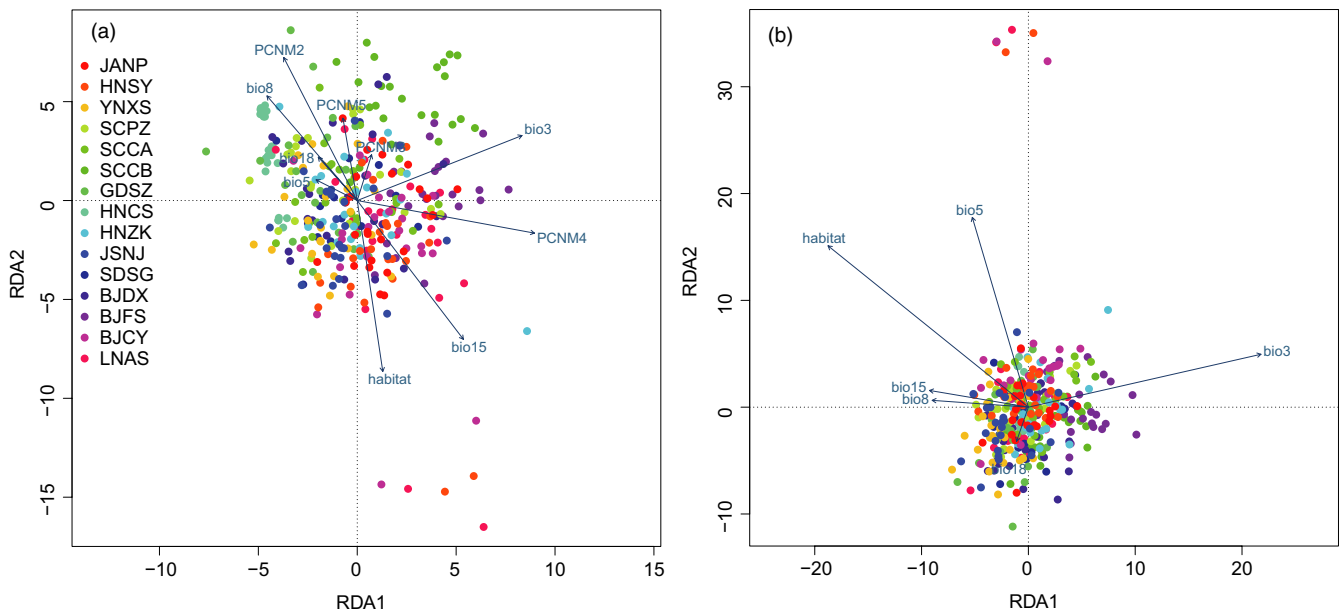 (a)
PCNM2
bio8
PCNM5
bio3
bio18
bio5
PCNM4
bio15
habitat
JANP
HNSY
YNXS
SCPZ
SCCA
SCCB
GDSZ
HNCS
HNZK
JSNJ
SDSG
BJDX
BJFS
BJCY
LNAS
5
0
−5
−10
−15
RDA2
−10 −5 0 5 10 15
RDA1
(b)
bio5
habitat
bio3
bio15
bio8
bio18
30
20
10
0
−10
RDA2
−20 −10 0 10 20
RDA1